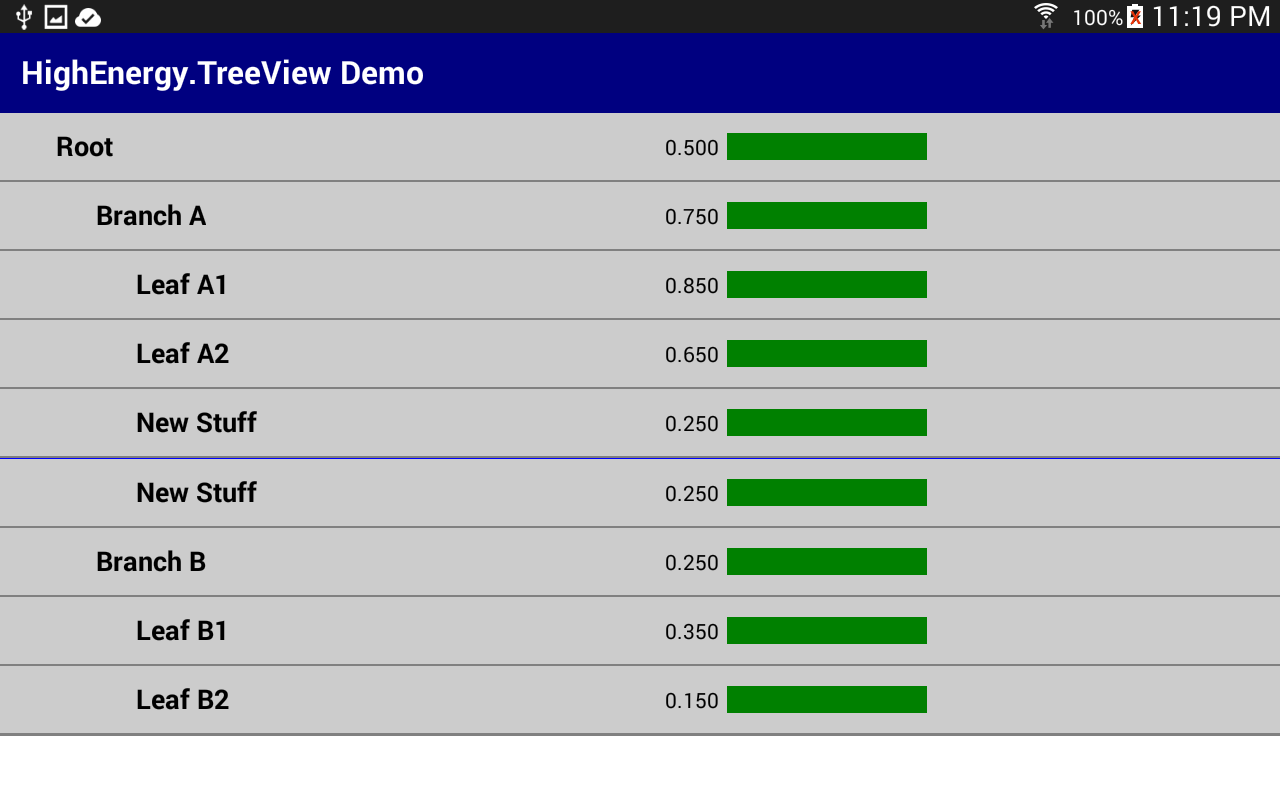 100% 11:19 PM
HighEnergy.TreeView Demo
Root 0.500
Branch A 0.750
Leaf A1 0.850
Leaf A2 0.650
New Stuff 0.250
New Stuff 0.250
Branch B 0.250
Leaf B1 0.350
Leaf B2 0.150